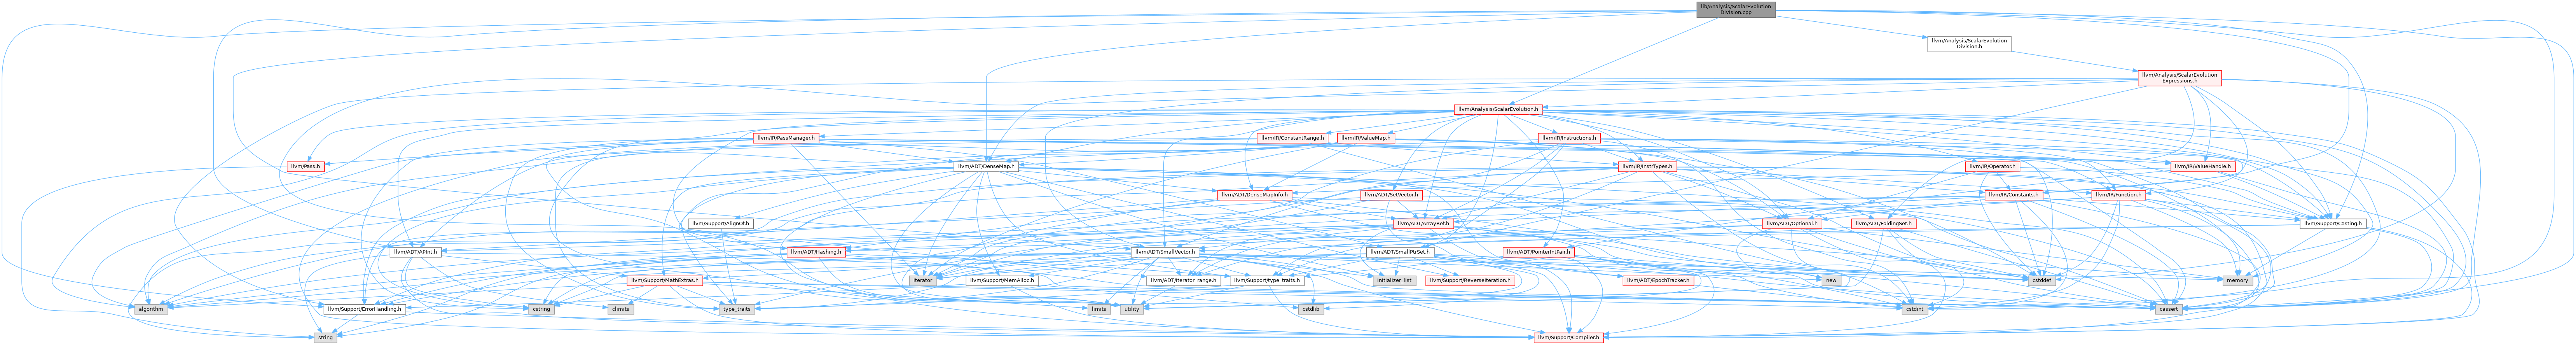 lib/Analysis/ScalarEvolution
Division.cpp
llvm/Analysis/ScalarEvolution
Division.h
llvm/Analysis/ScalarEvolution
Expressions.h
llvm/Analysis/ScalarEvolution.h
llvm/IR/PassManager.h
llvm/IR/ConstantRange.h
llvm/IR/ValueMap.h
llvm/IR/Instructions.h
llvm/Pass.h
llvm/ADT/DenseMap.h
llvm/IR/InstrTypes.h
llvm/IR/Operator.h
llvm/IR/ValueHandle.h
llvm/ADT/DenseMapInfo.h
llvm/ADT/SetVector.h
llvm/IR/Constants.h
llvm/IR/Function.h
llvm/Support/AlignOf.h
llvm/ADT/ArrayRef.h
llvm/ADT/Optional.h
llvm/ADT/FoldingSet.h
llvm/Support/Casting.h
llvm/ADT/APInt.h
llvm/ADT/Hashing.h
llvm/ADT/SmallVector.h
llvm/ADT/SmallPtrSet.h
llvm/ADT/PointerIntPair.h
llvm/Support/MathExtras.h
iterator
llvm/Support/MemAlloc.h
llvm/ADT/iterator_range.h
llvm/Support/type_traits.h
initializer_list
llvm/Support/ReverseIteration.h
llvm/ADT/EpochTracker.h
new
cstddef
memory
algorithm
llvm/Support/ErrorHandling.h
cstring
climits
type_traits
limits
utility
cstdlib
cstdint
cassert
string
llvm/Support/Compiler.h